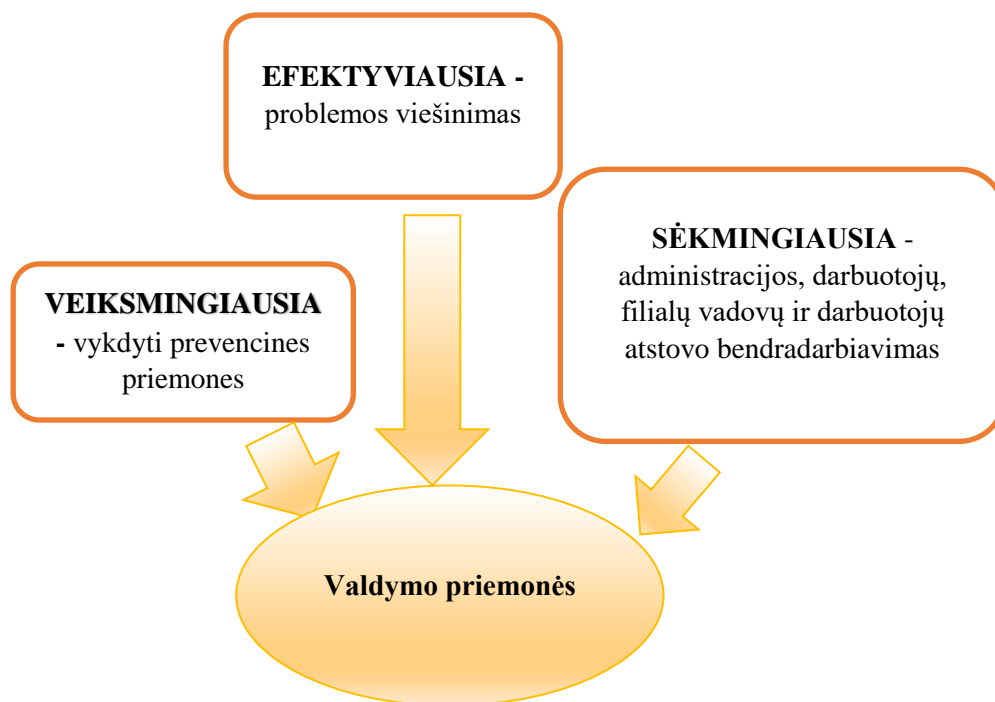 EFEKTYVIAUSIA -
problemos viešinimas
SĖKMINGIAUSIA -
administracijos, darbuotojų,
filialų vadovų ir darbuotojų
atstovo bendradarbiavimas
VEIKSMINGIAUSIA
- vykdyti prevencines
priemones
Valdymo priemonės